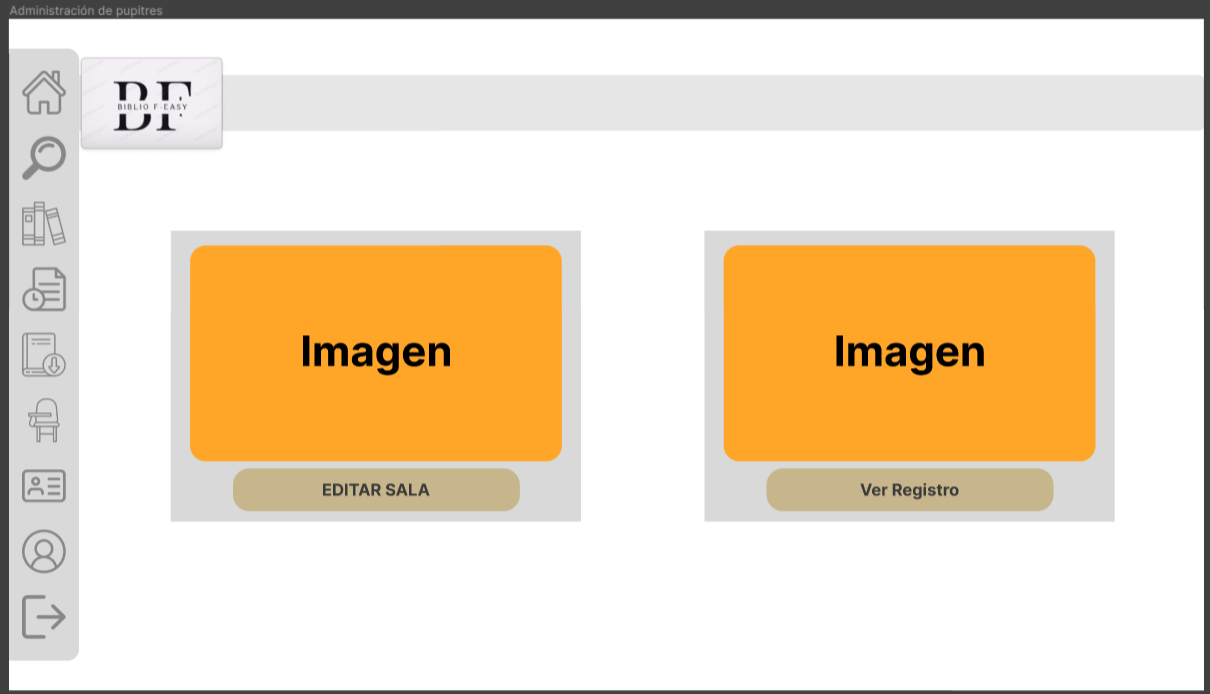 Administración de pupitres
BF
BIBLIO F-EASY
Imagen
EDITAR SALA
Imagen
Ver Registro